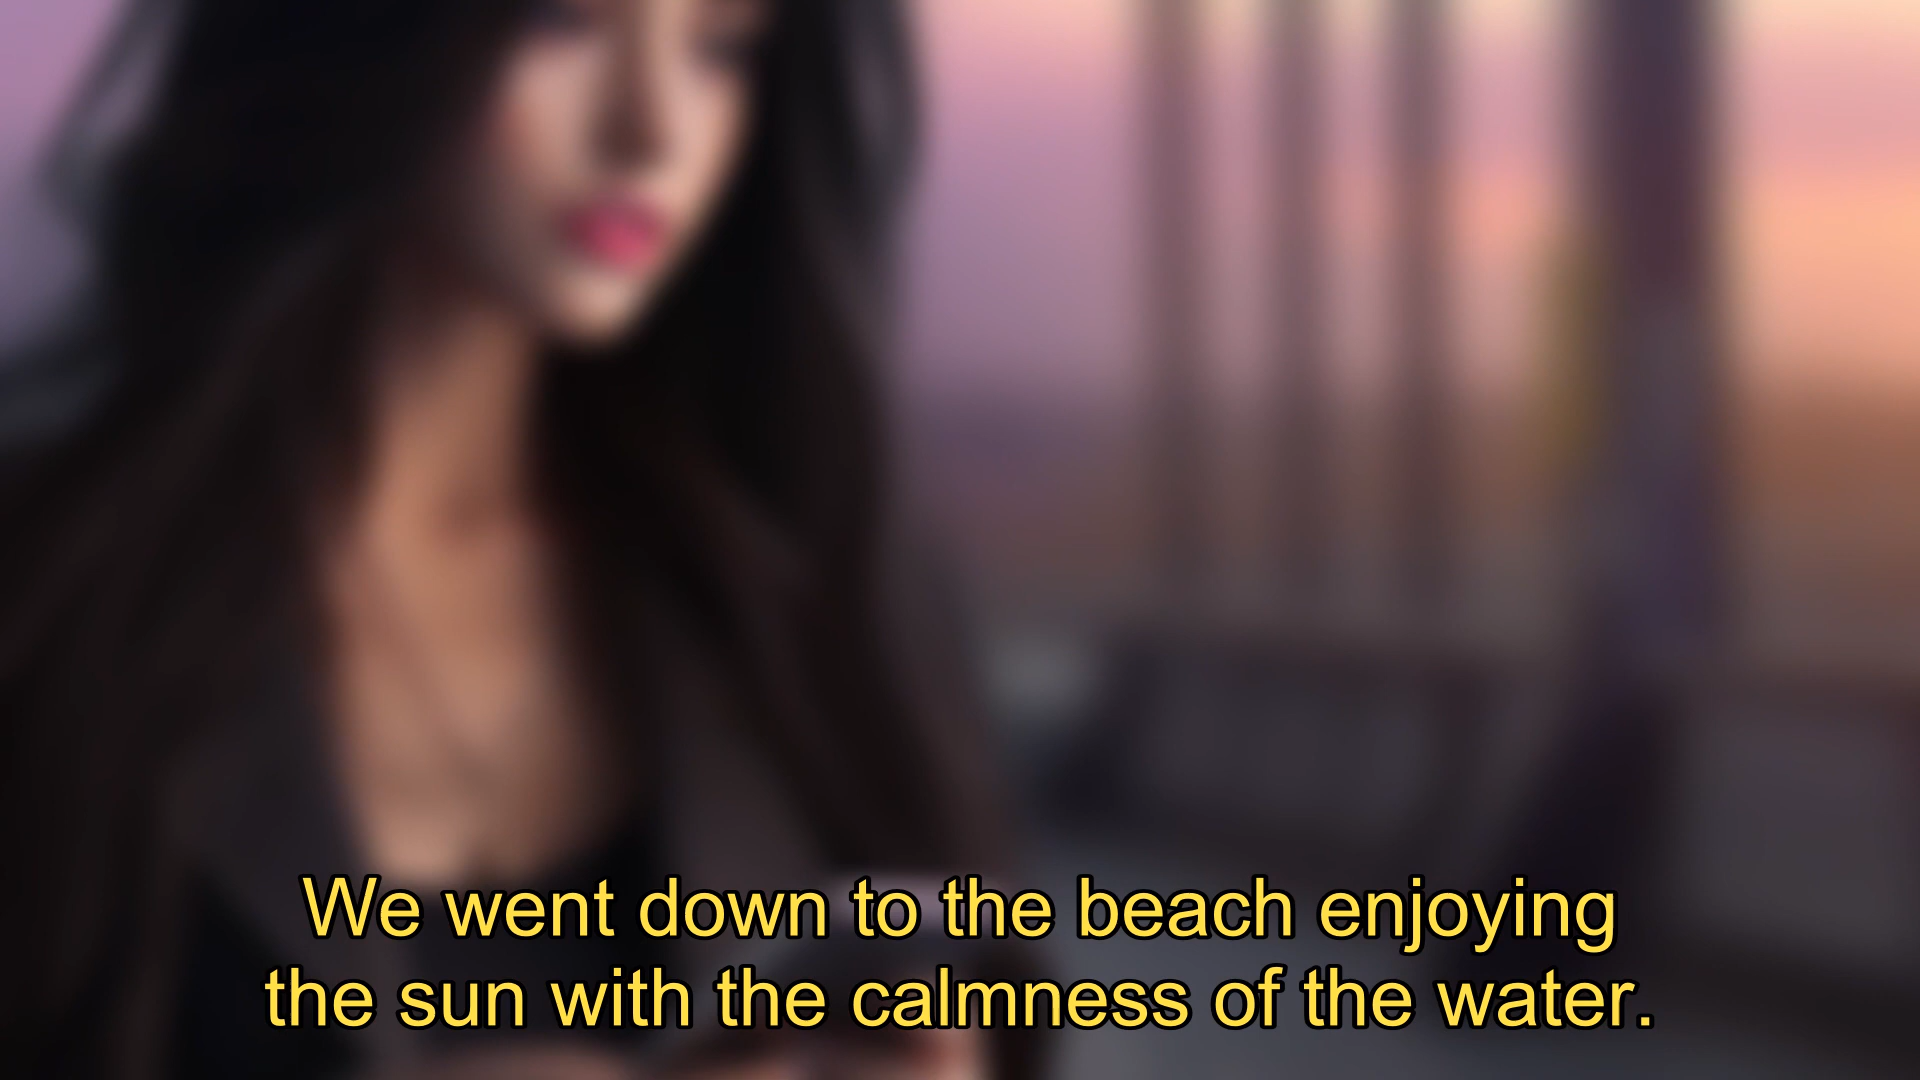 We went down to the beach enjoying
the sun with the calmness of the water.